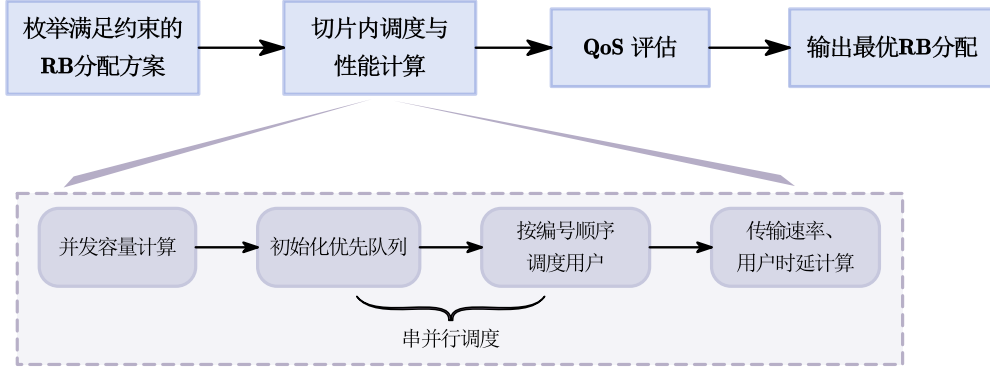 枚举满足约束的
RB分配方案
切片内调度与
性能计算
QoS 评估
输出最优RB分配
并发容量计算
初始化优先队列
按编号顺序
调度用户
传输速率、
用户时延计算
串并行调度